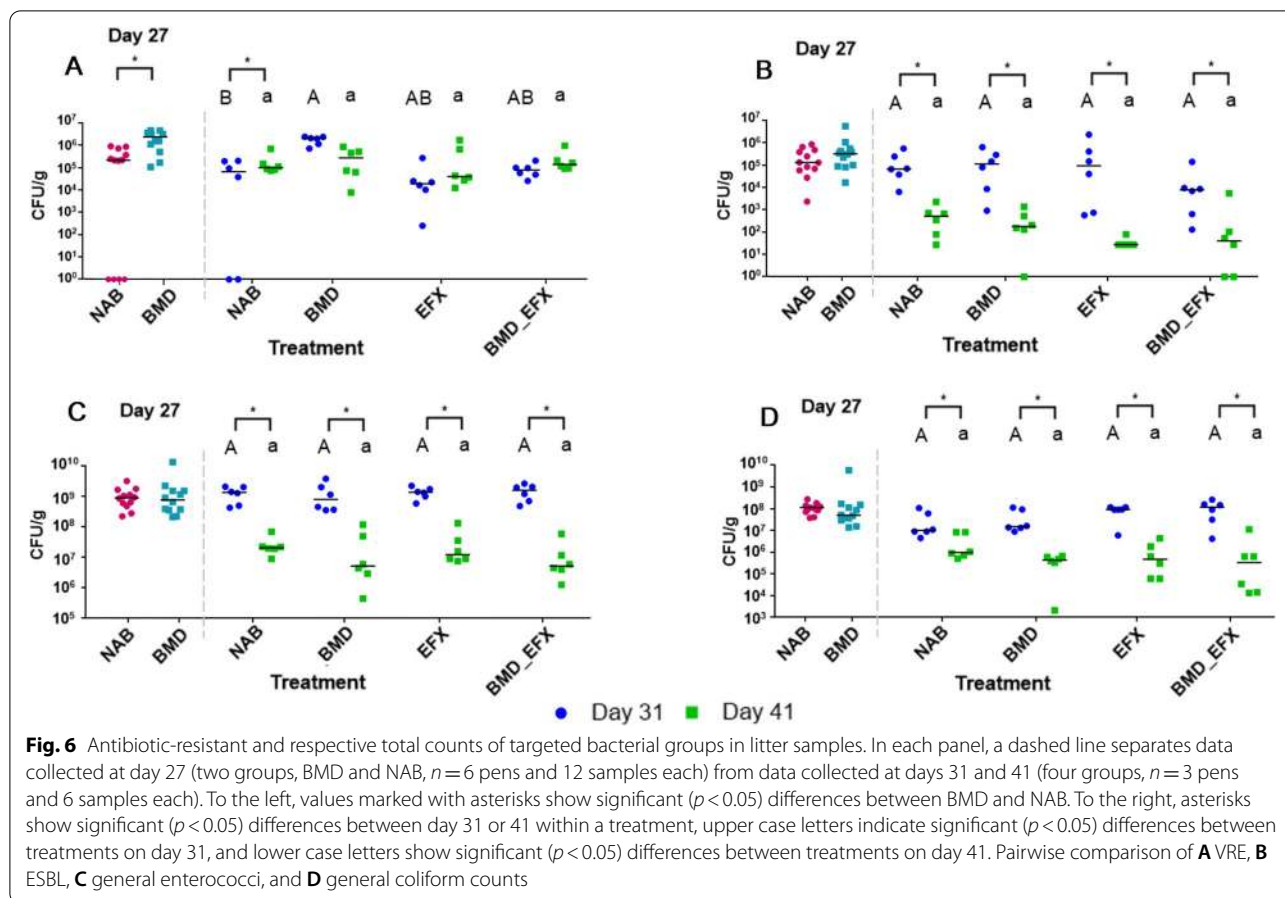 Day 27
A
*
*
B a A a AB a AB a
CFU/g
10⁷
10⁶
10⁵
10⁴
10³
10²
10¹
10⁰
NAB BMD NAB BMD EFX BMD_EFX
Treatment
Day 27
B
* * * *
A a A a A a A a
CFU/g
10⁷
10⁶
10⁵
10⁴
10³
10²
10¹
10⁰
NAB BMD NAB BMD EFX BMD_EFX
Treatment
C Day 27
* * * *
A a A a A a A a
CFU/g
10¹⁰
10⁹
10⁸
10⁷
10⁶
10⁵
NAB BMD NAB BMD EFX BMD_EFX
Treatment
D Day 27
* * * *
A a A a A a A a
CFU/g
10¹⁰
10⁹
10⁸
10⁷
10⁶
10⁵
10⁴
10³
NAB BMD NAB BMD EFX BMD_EFX
Treatment
Day 31 Day 41
Fig. 6 Antibiotic-resistant and respective total counts of targeted bacterial groups in litter samples. In each panel, a dashed line separates data
collected at day 27 (two groups, BMD and NAB, n = 6 pens and 12 samples each) from data collected at days 31 and 41 (four groups, n = 3 pens
and 6 samples each). To the left, values marked with asterisks show significant (p < 0.05) differences between BMD and NAB. To the right, asterisks
show significant (p < 0.05) differences between day 31 or 41 within a treatment, upper case letters indicate significant (p < 0.05) differences between
treatments on day 31, and lower case letters show significant (p < 0.05) differences between treatments on day 41. Pairwise comparison of A VRE, B
ESBL, C general enterococci, and D general coliform counts